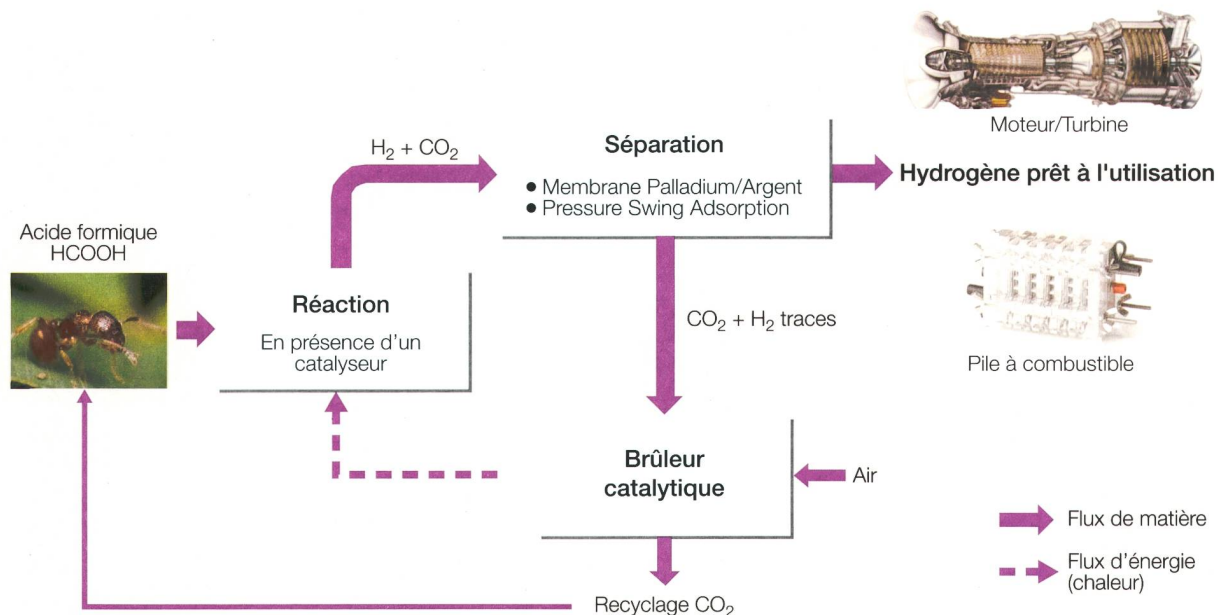 Moteur/Turbine
H₂ + CO₂
Séparation
● Membrane Palladium/Argent
● Pressure Swing Adsorption
Hydrogène prêt à l'utilisation
Acide formique
HCOOH
Réaction
En présence d'un
catalyseur
CO₂ + H₂ traces
Pile à combustible
Brûleur
catalytique
Air
Flux de matière
Flux d'énergie
(chaleur)
Recyclage CO₂